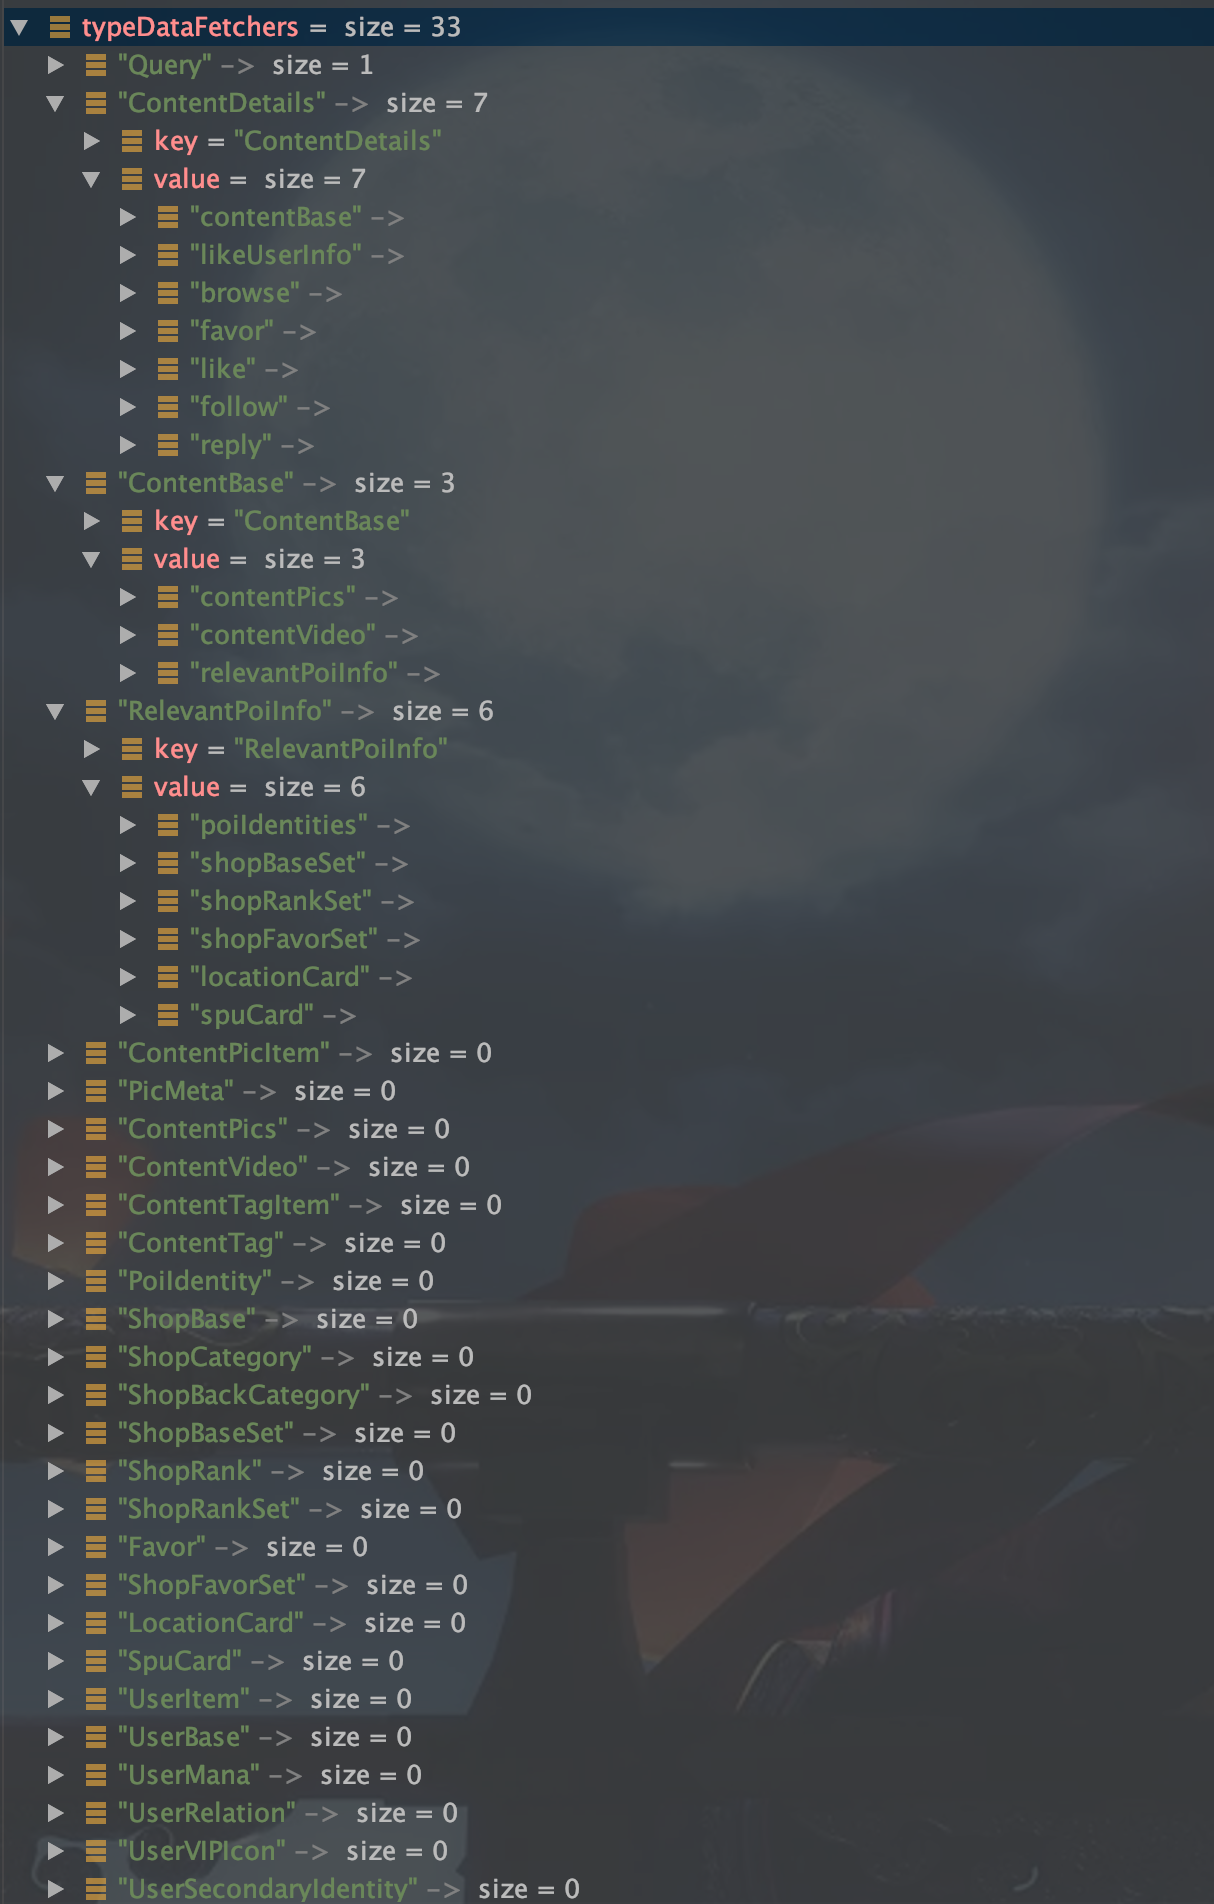 typeDataFetchers = size = 33
"Query" -> size = 1
"ContentDetails" -> size = 7
key = "ContentDetails"
value = size = 7
"contentBase" ->
"likeUserInfo" ->
"browse" ->
"favor" ->
"like" ->
"follow" ->
"reply" ->
"ContentBase" -> size = 3
key = "ContentBase"
value = size = 3
"contentPics" ->
"contentVideo" ->
"relevantPoiInfo" ->
"RelevantPoiInfo" -> size = 6
key = "RelevantPoiInfo"
value = size = 6
"poiIdentities" ->
"shopBaseSet" ->
"shopRankSet" ->
"shopFavorSet" ->
"locationCard" ->
"spuCard" ->
"ContentPicItem" -> size = 0
"PicMeta" -> size = 0
"ContentPics" -> size = 0
"ContentVideo" -> size = 0
"ContentTagItem" -> size = 0
"ContentTag" -> size = 0
"PoiIdentity" -> size = 0
"ShopBase" -> size = 0
"ShopCategory" -> size = 0
"ShopBackCategory" -> size = 0
"ShopBaseSet" -> size = 0
"ShopRank" -> size = 0
"ShopRankSet" -> size = 0
"Favor" -> size = 0
"ShopFavorSet" -> size = 0
"LocationCard" -> size = 0
"SpuCard" -> size = 0
"UserItem" -> size = 0
"UserBase" -> size = 0
"UserMana" -> size = 0
"UserRelation" -> size = 0
"UserVIPIcon" -> size = 0
"UserSecondaryIdentity" -> size = 0